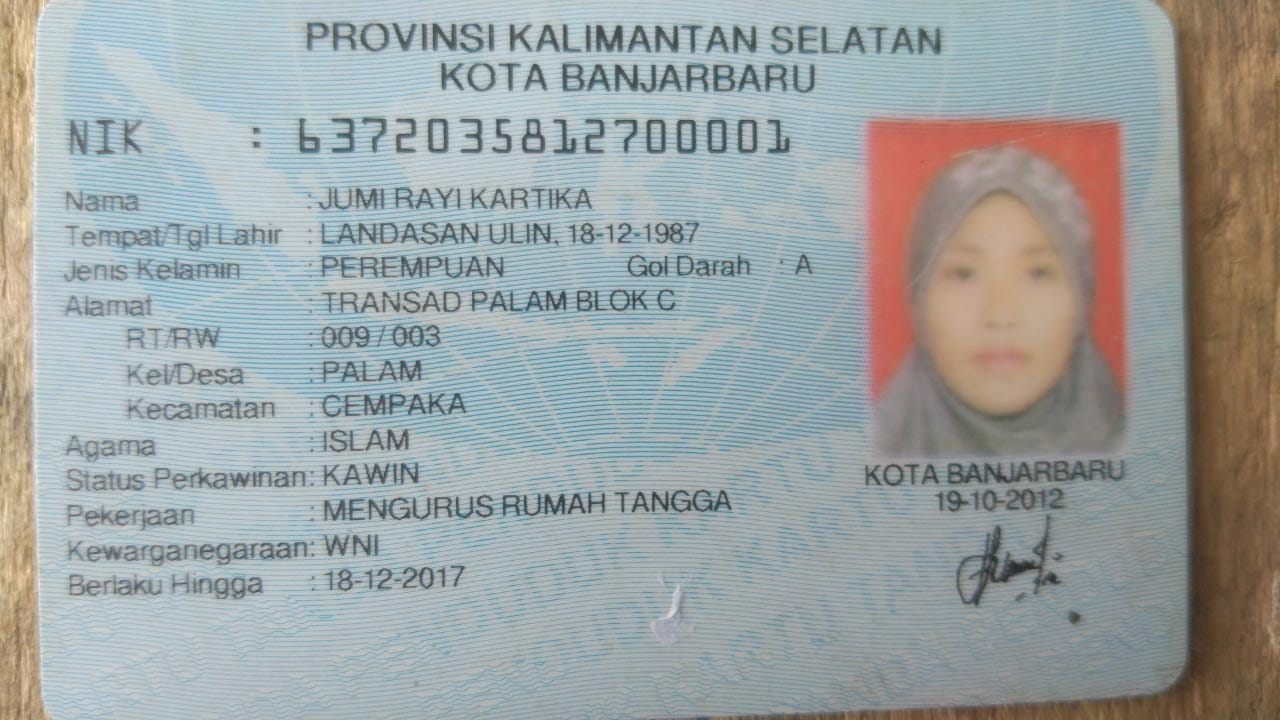 PROVINSI KALIMANTAN SELATAN
KOTA BANJARBARU
NIK : 6372035812700001
Nama : JUMI RAYI KARTIKA
Tempat/Tgl Lahir : LANDASAN ULIN, 18-12-1987
Jenis Kelamin : PEREMPUAN Gol Darah : A
Alamat : TRANSAD PALAM BLOK C
RT/RW : 009 / 003
Kel/Desa : PALAM
Kecamatan : CEMPAKA
Agama : ISLAM
Status Perkawinan: KAWIN
Pekerjaan : MENGURUS RUMAH TANGGA
Kewarganegaraan: WNI
Berlaku Hingga : 18-12-2017
KOTA BANJARBARU
19-10-2012